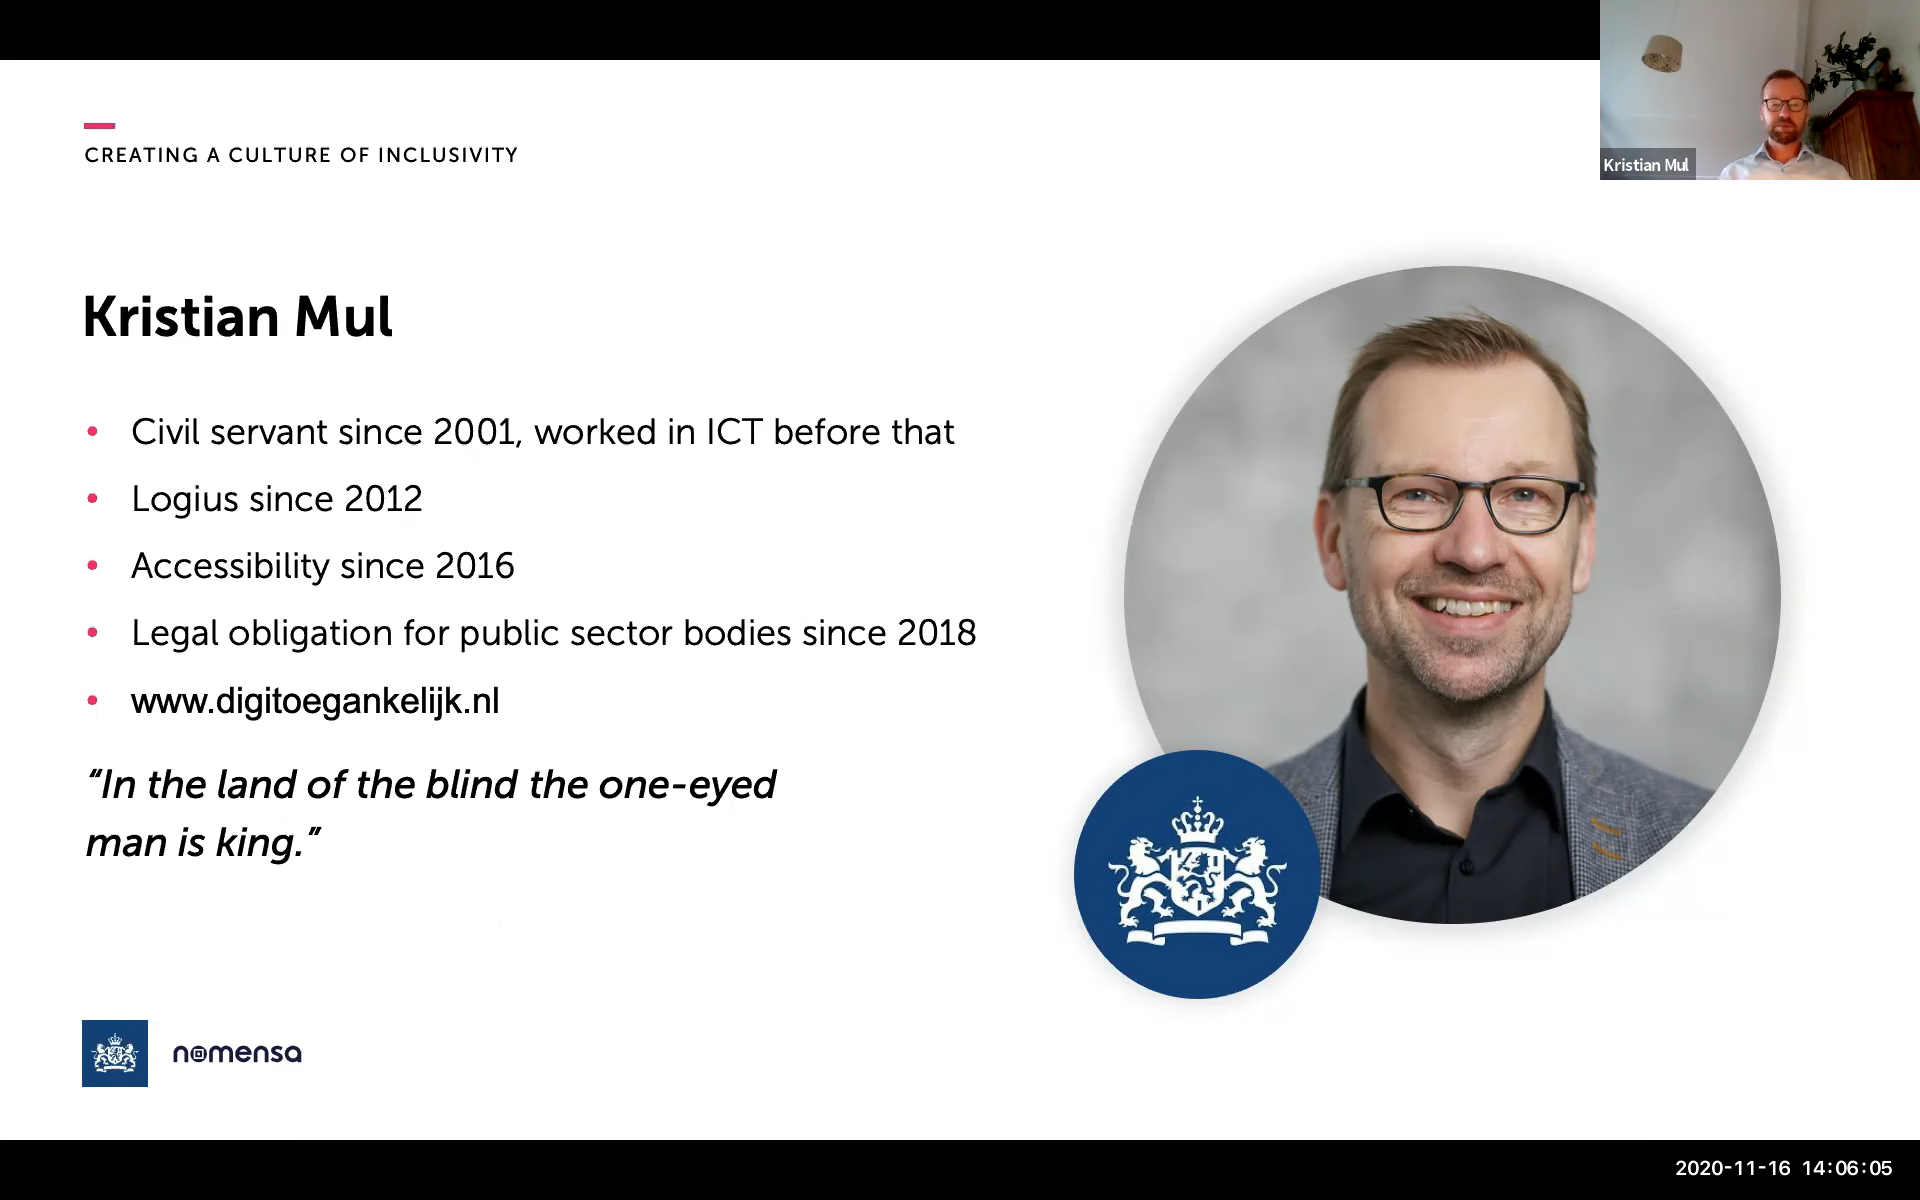 CREATING A CULTURE OF INCLUSIVITY
Kristian Mul
Kristian Mul
• Civil servant since 2001, worked in ICT before that
• Logius since 2012
• Accessibility since 2016
• Legal obligation for public sector bodies since 2018
• www.digitoegankelijk.nl
“In the land of the blind the one-eyed
man is king.”
nomensa
2020-11-16 14:06:05